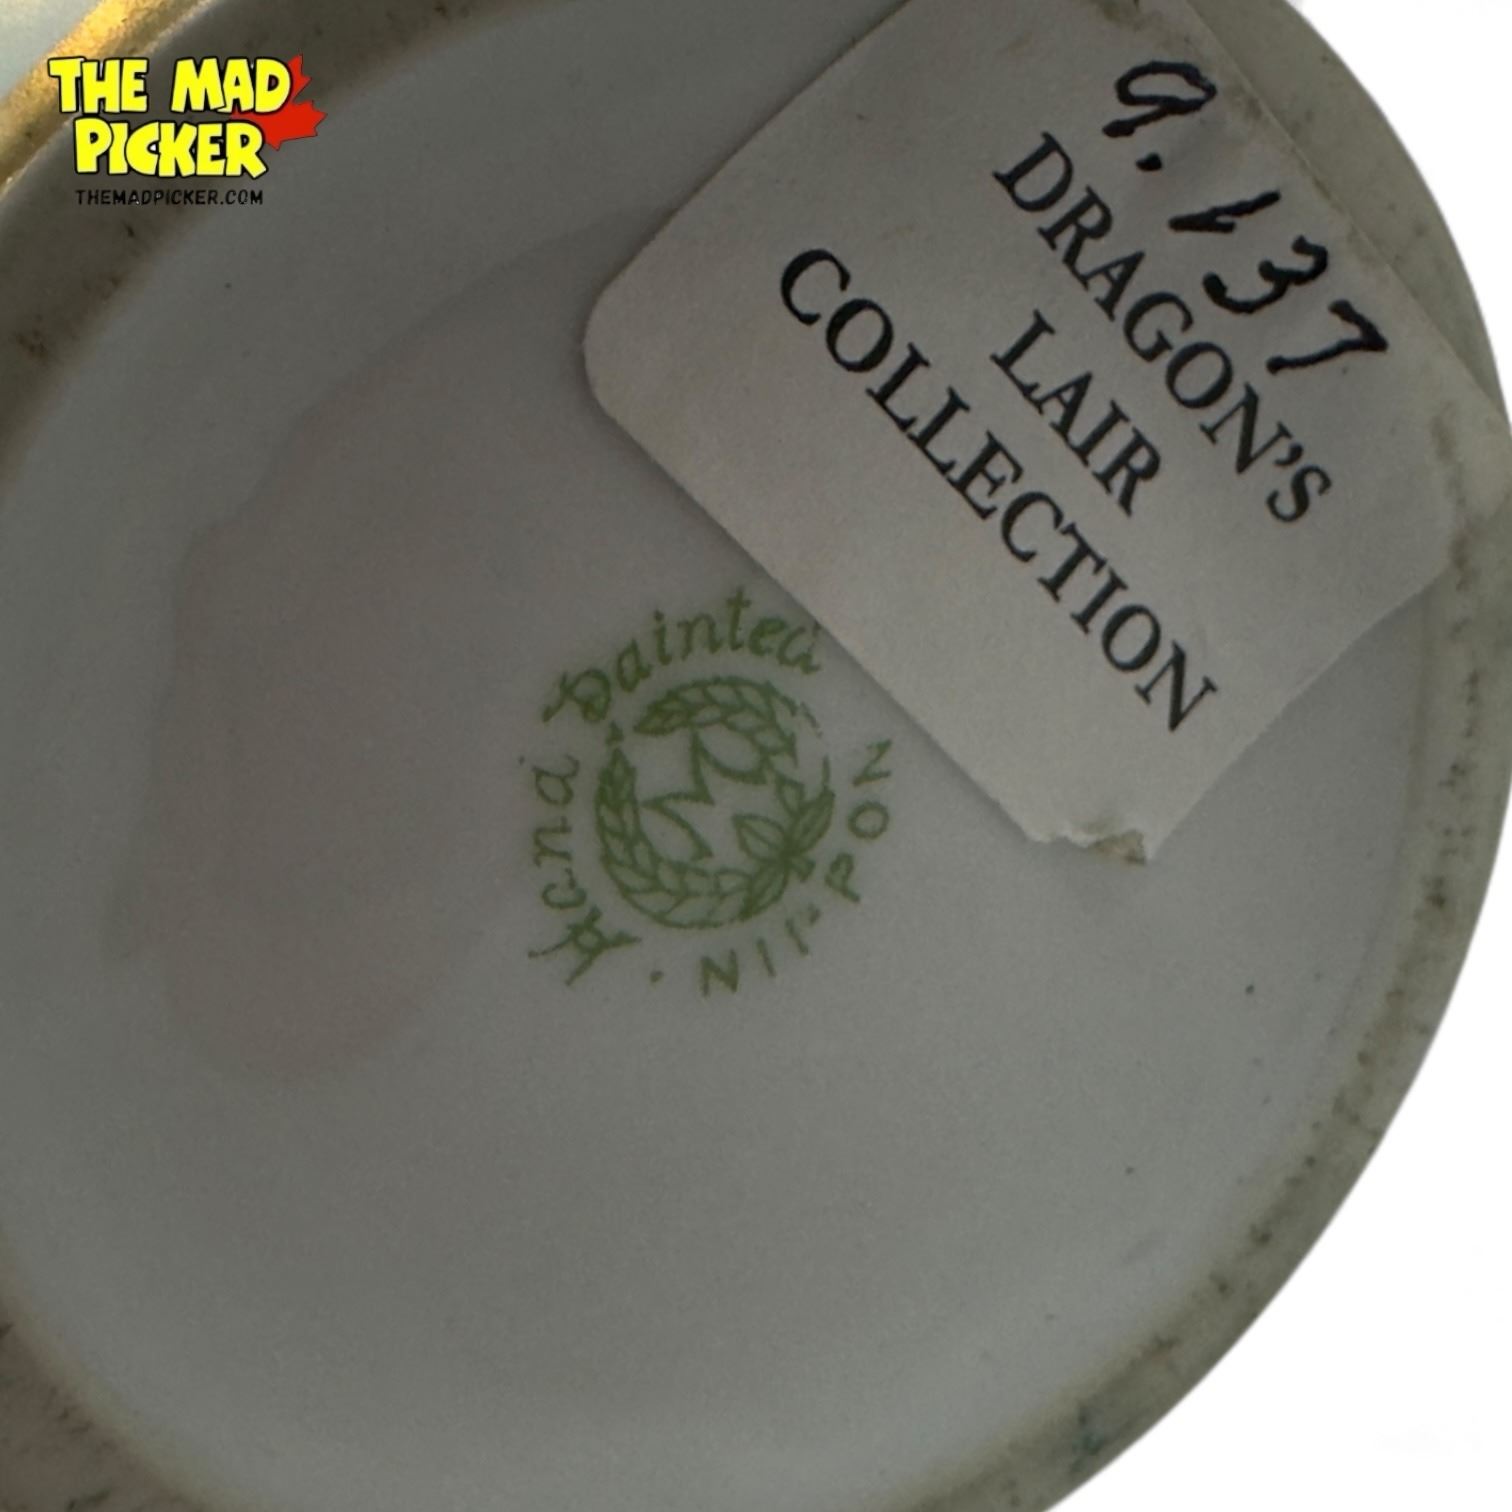 THE MAD
PICKER
THEMADPICKER.COM
9.137
DRAGON'S
LAIR
COLLECTION
Hand Painted
NIPPON
M